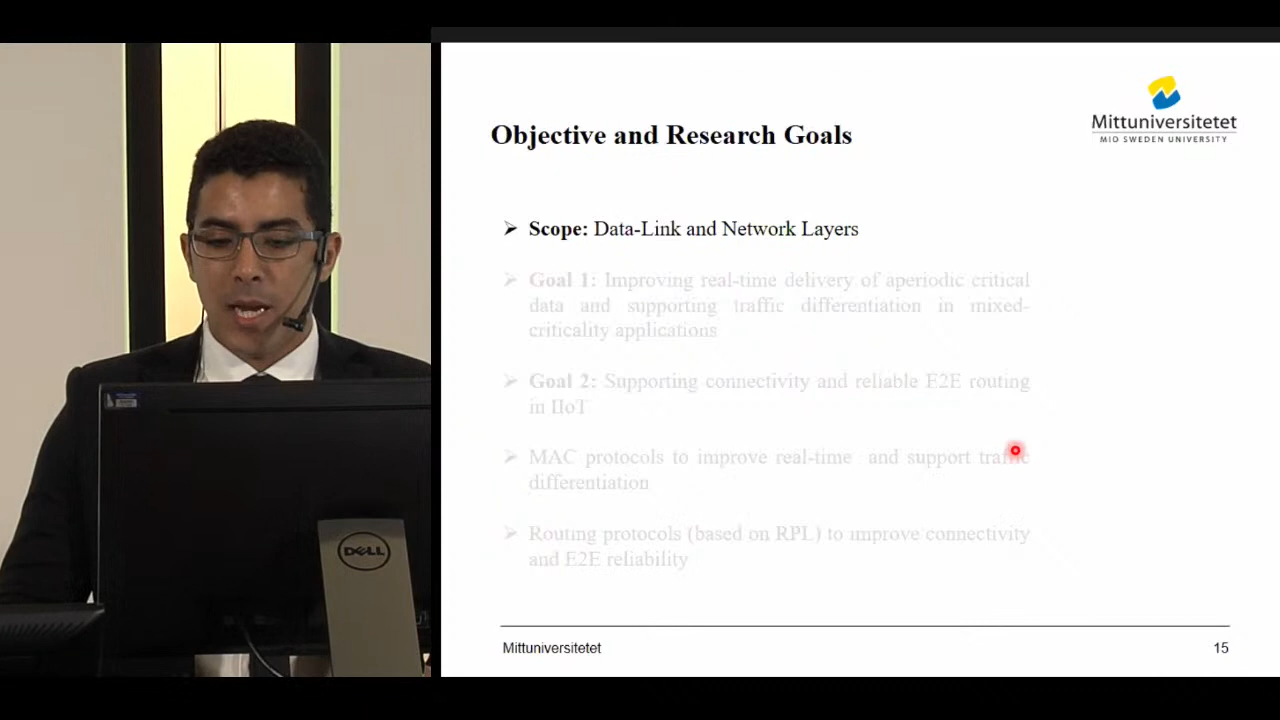 Mittuniversitetet
MID SWEDEN UNIVERSITY
Objective and Research Goals
➢ Scope: Data-Link and Network Layers
➢ Goal 1: Improving real-time delivery of aperiodic critical
data and supporting traffic differentiation in mixed-
criticality applications
➢ Goal 2: Supporting connectivity and reliable E2E routing
in IIoT
➢ MAC protocols to improve real-time and support traffic
differentiation
➢ Routing protocols (based on RPL) to improve connectivity
and E2E reliability
Mittuniversitetet
15
DELL